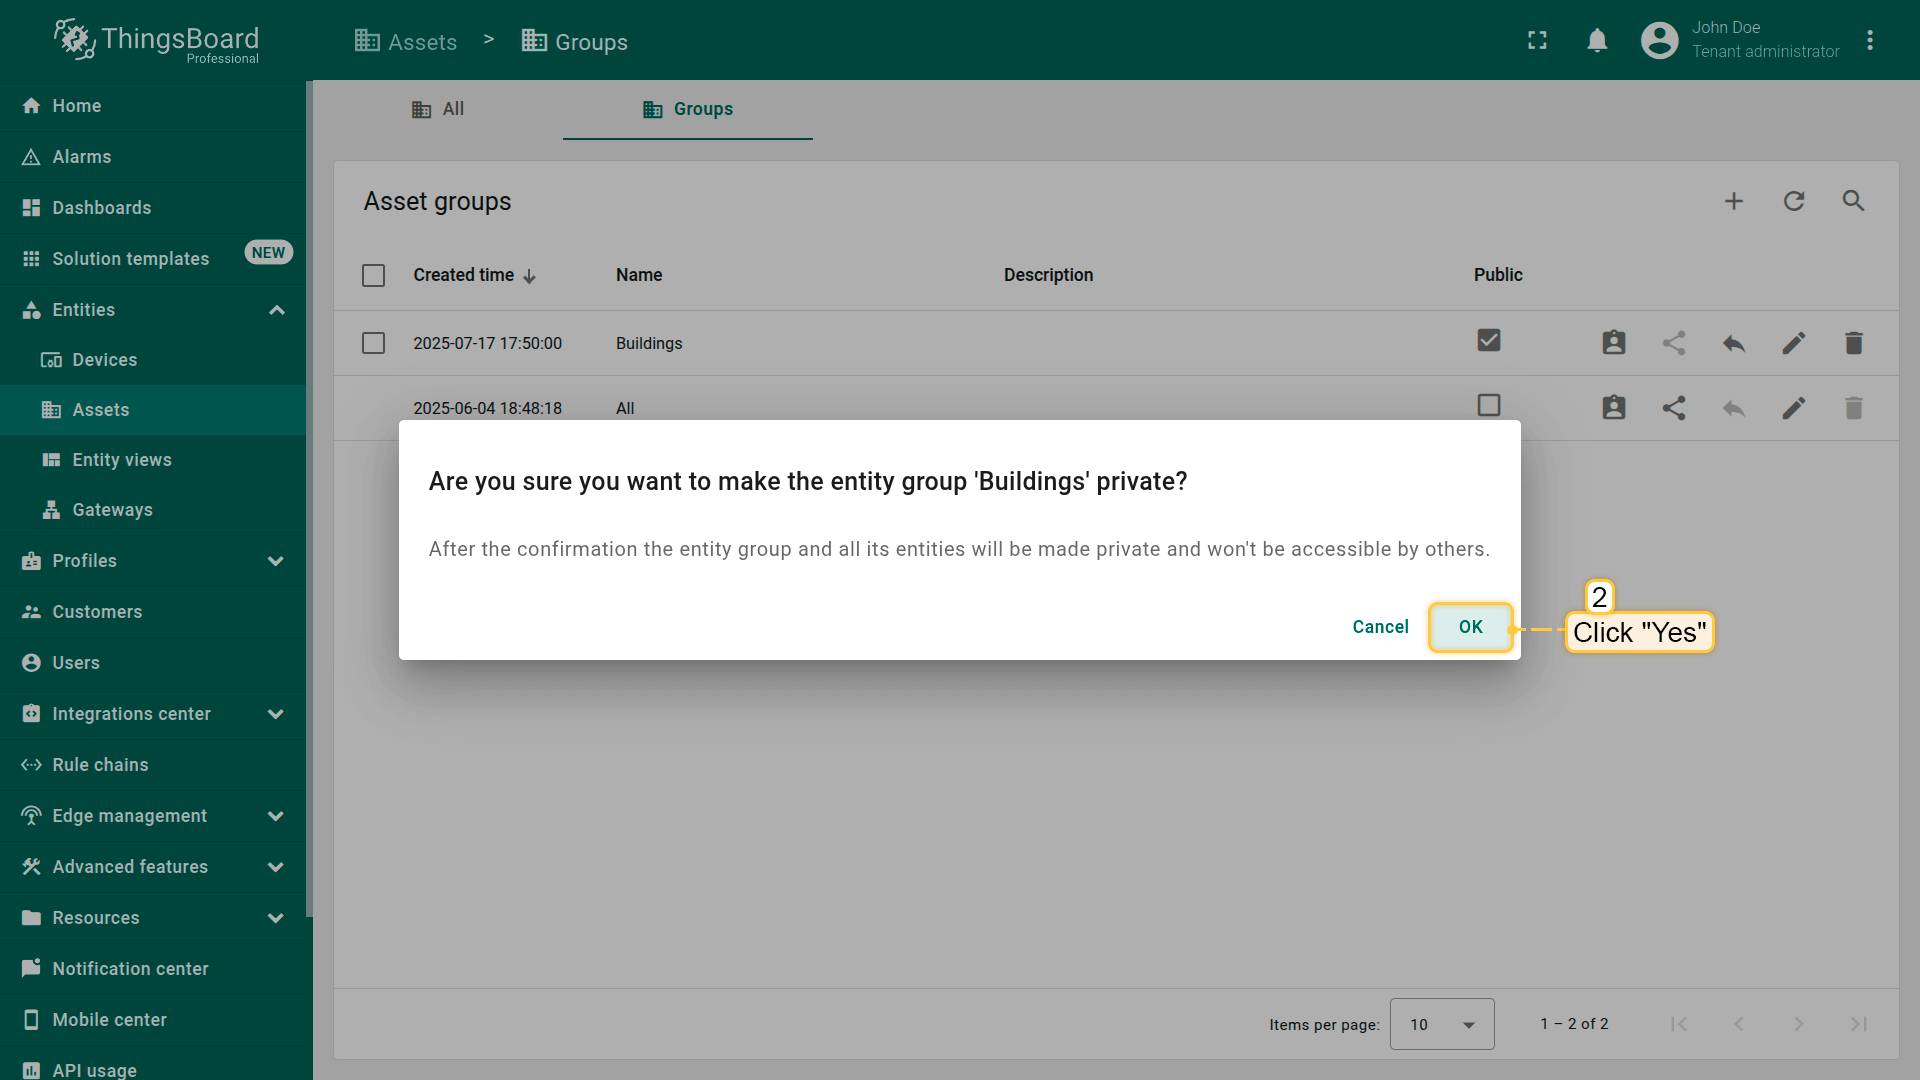 ThingsBoard
Professional
Assets > Groups
John Doe
Tenant administrator
Home
Alarms
Dashboards
Solution templates NEW
Entities
Devices
Assets
Entity views
Gateways
Profiles
Customers
Users
Integrations center
Rule chains
Edge management
Advanced features
Resources
Notification center
Mobile center
API usage
All Groups
Asset groups
Created time Name Description Public
2025-07-17 17:50:00 Buildings
2025-06-04 18:48:18 All
Are you sure you want to make the entity group 'Buildings' private?
After the confirmation the entity group and all its entities will be made private and won't be accessible by others.
Cancel OK
2
Click "Yes"
Items per page: 10 1 – 2 of 2